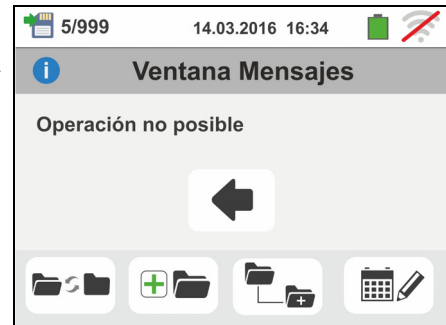 5/999 14.03.2016 16:34
i Ventana Mensajes
Operación no posible